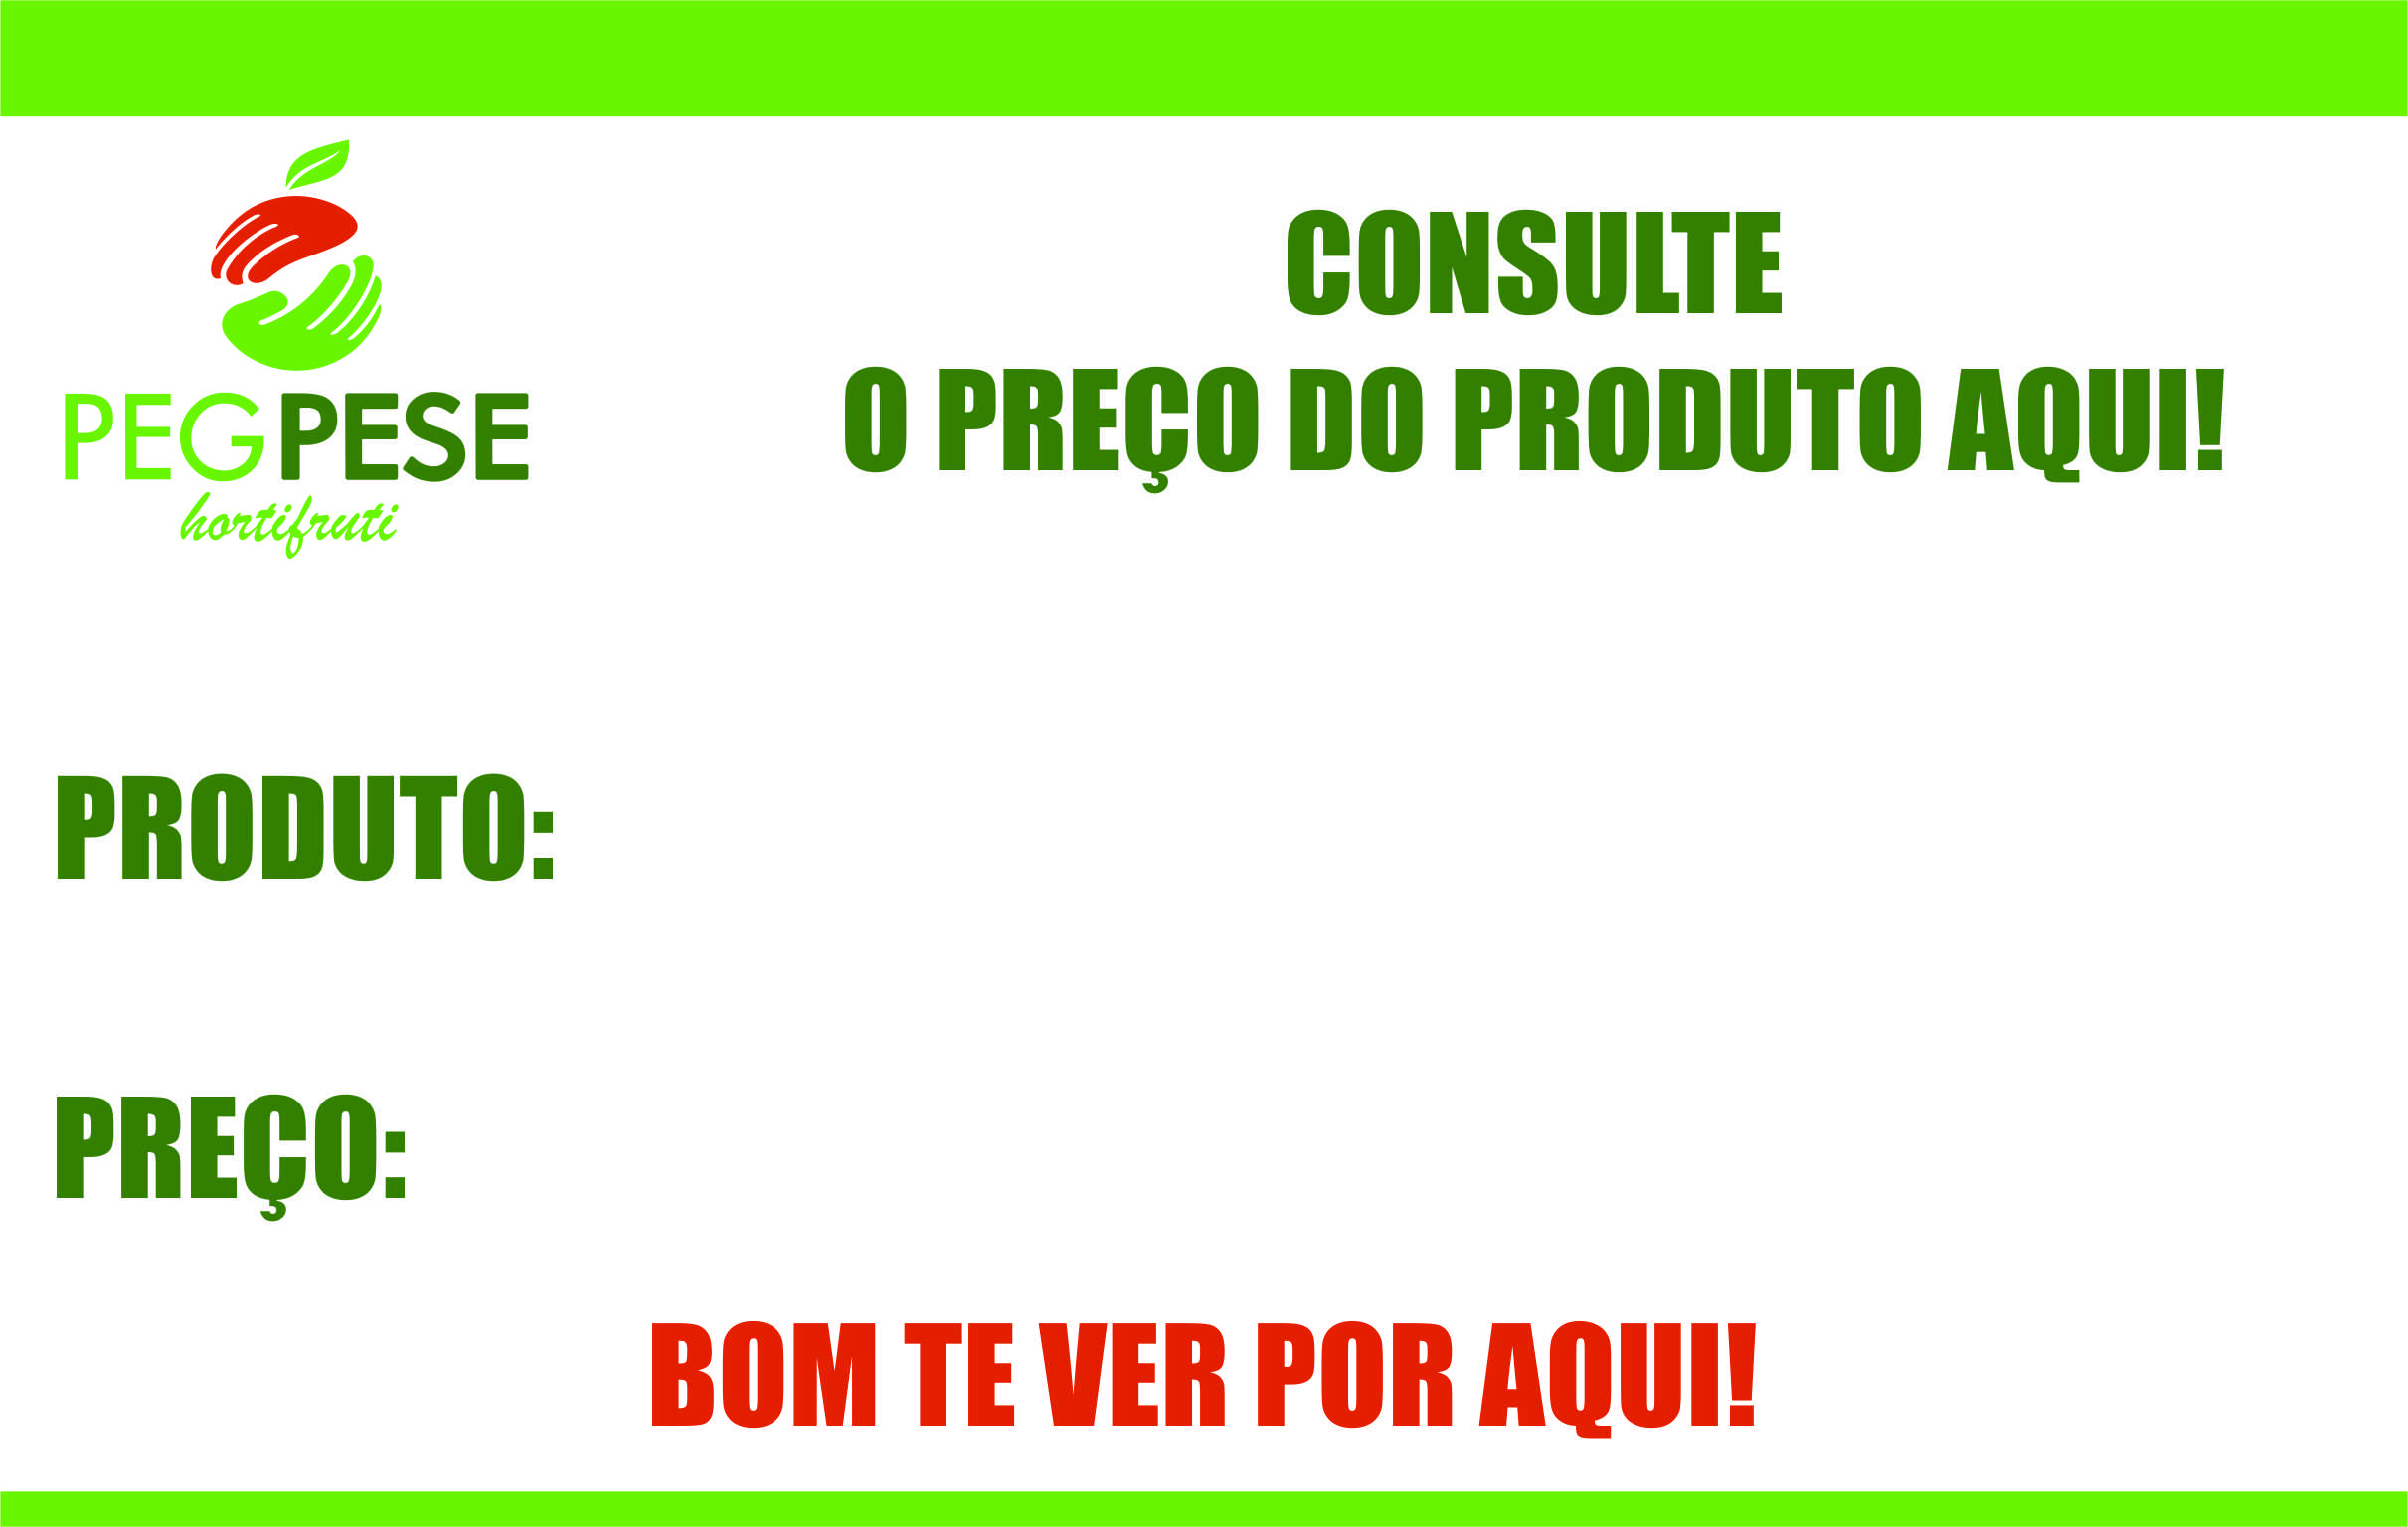 PEGPESE
hortifruti
CONSULTE
O PREÇO DO PRODUTO AQUI!
PRODUTO:
PREÇO:
BOM TE VER POR AQUI!